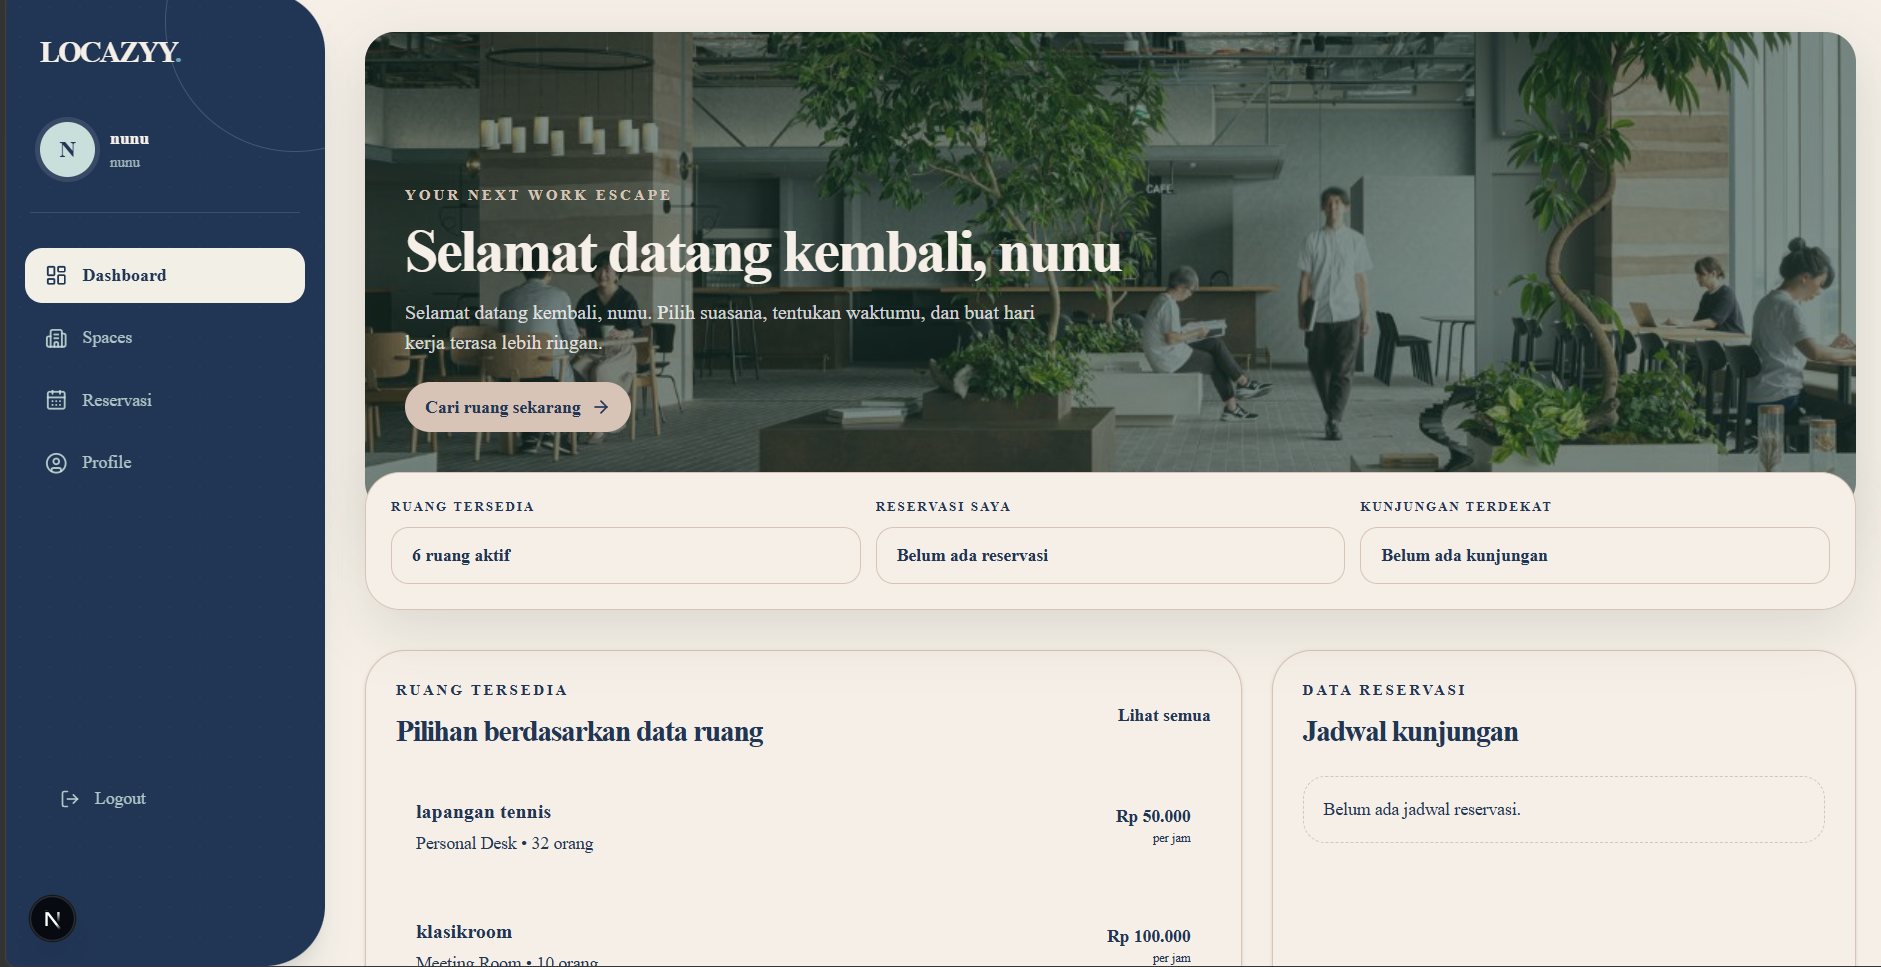 LOCAZYY.
N
nunu
nunu
Dashboard
Spaces
Reservasi
Profile
Logout
N
CAFE
YOUR NEXT WORK ESCAPE
Selamat datang kembali, nunu
Selamat datang kembali, nunu. Pilih suasana, tentukan waktumu, dan buat hari
kerja terasa lebih ringan.
Cari ruang sekarang
RUANG TERSEDIA
6 ruang aktif
RESERVASI SAYA
Belum ada reservasi
KUNJUNGAN TERDEKAT
Belum ada kunjungan
RUANG TERSEDIA
Pilihan berdasarkan data ruang
Lihat semua
lapangan tennis
Personal Desk • 32 orang
Rp 50.000
per jam
klasikroom
Meeting Room • 10 orang
Rp 100.000
per jam
DATA RESERVASI
Jadwal kunjungan
Belum ada jadwal reservasi.